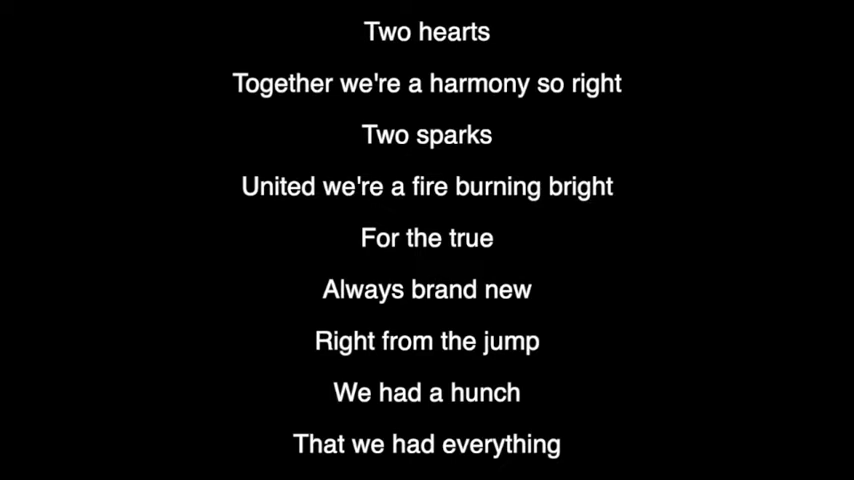 Two hearts
Together we're a harmony so right
Two sparks
United we're a fire burning bright
For the true
Always brand new
Right from the jump
We had a hunch
That we had everything